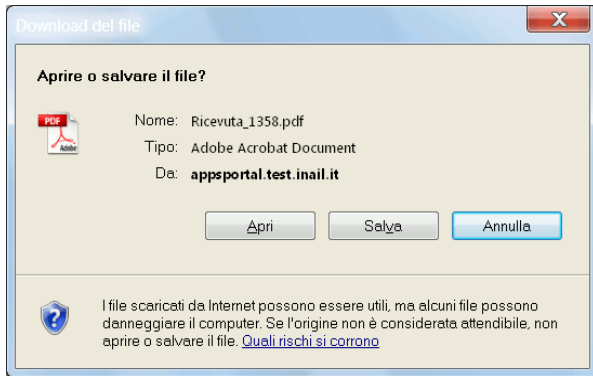 Download del file
Aprire o salvare il file?
PDF
Adobe
Nome: Ricevuta_1358.pdf
Tipo: Adobe Acrobat Document
Da: appsportal.test.inail.it
Apri
Salva
Annulla
I file scaricati da Internet possono essere utili, ma alcuni file possono
danneggiare il computer. Se l'origine non è considerata attendibile, non
aprire o salvare il file. Quali rischi si corrono